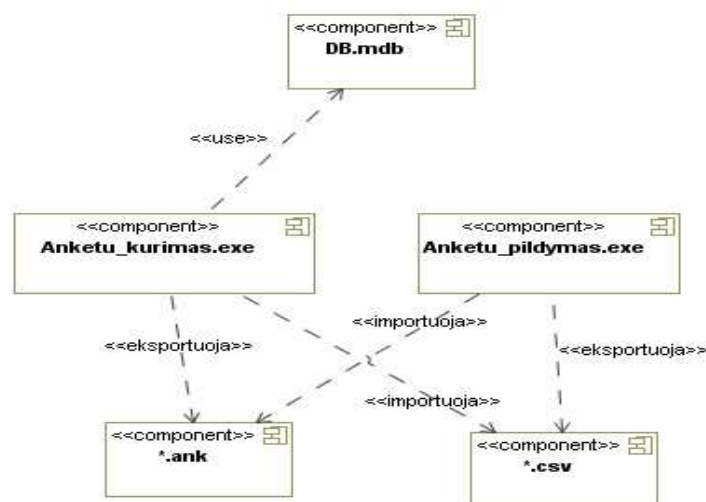 <<component>>
DB.mdb
<<use>>
<<component>>
Anketu_kurimas.exe
<<component>>
Anketu_pildymas.exe
<<importuoja>>
<<eksportuoja>>
<<eksportuoja>>
<<importuoja>>
<<component>>
*.ank
<<component>>
*.csv